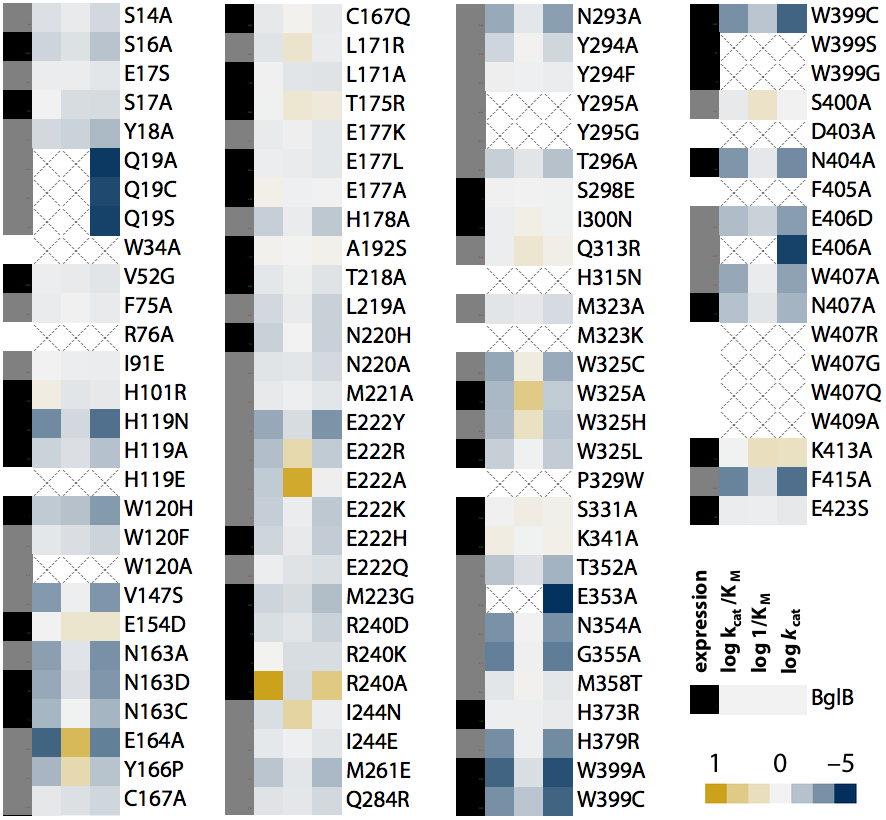 S14A
S16A
E17S
S17A
Y18A
Q19A
Q19C
Q19S
W34A
V52G
F75A
R76A
I91E
H101R
H119N
H119A
H119E
W120H
W120F
W120A
V147S
E154D
N163A
N163D
N163C
E164A
Y166P
C167A
C167Q
L171R
L171A
T175R
E177K
E177L
E177A
H178A
A192S
T218A
L219A
N220H
N220A
M221A
E222Y
E222R
E222A
E222K
E222H
E222Q
M223G
R240D
R240K
R240A
I244N
I244E
M261E
Q284R
N293A
Y294A
Y294F
Y295A
Y295G
T296A
S298E
I300N
Q313R
H315N
M323A
M323K
W325C
W325A
W325H
W325L
P329W
S331A
K341A
T352A
E353A
N354A
G355A
M358T
H373R
H379R
W399A
W399C
W399C
W399S
W399G
S400A
D403A
N404A
F405A
E406D
E406A
W407A
N407A
W407R
W407G
W407Q
W409A
K413A
F415A
E423S
expression
log kcat/KM
log 1/KM
log kcat
BglB
1 0 –5